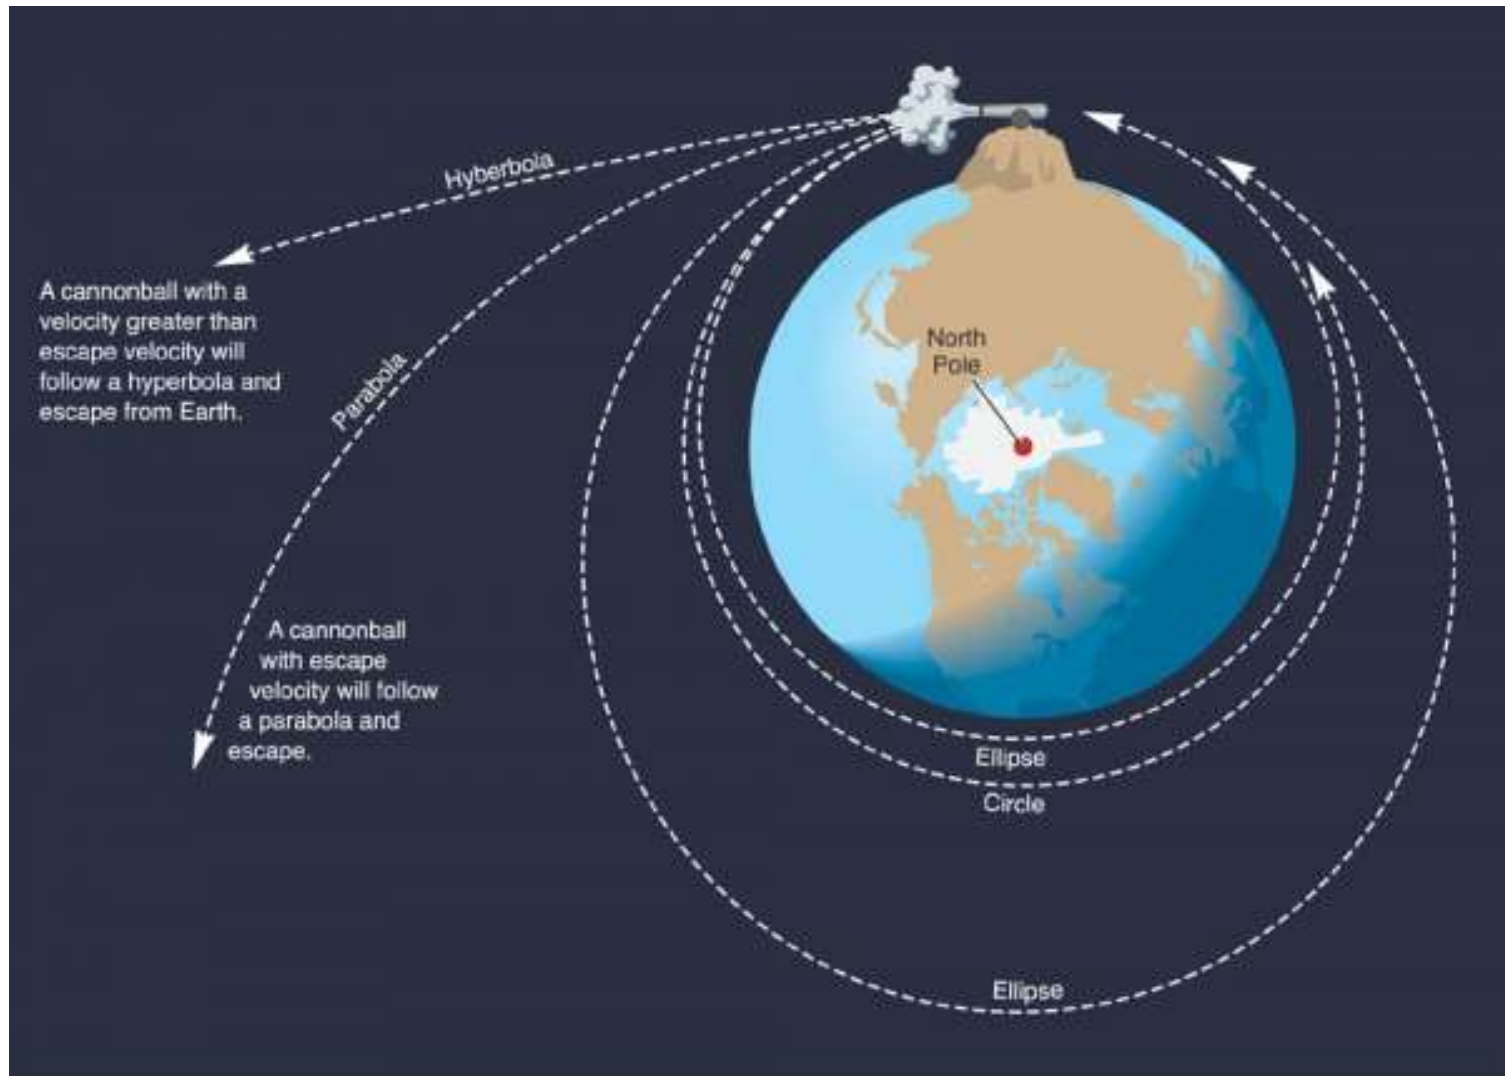 Hyberbola
A cannonball with a
velocity greater than
escape velocity will
follow a hyperbola and
escape from Earth.
Parabola
North
Pole
A cannonball
with escape
velocity will follow
a parabola and
escape.
Ellipse
Circle
Ellipse